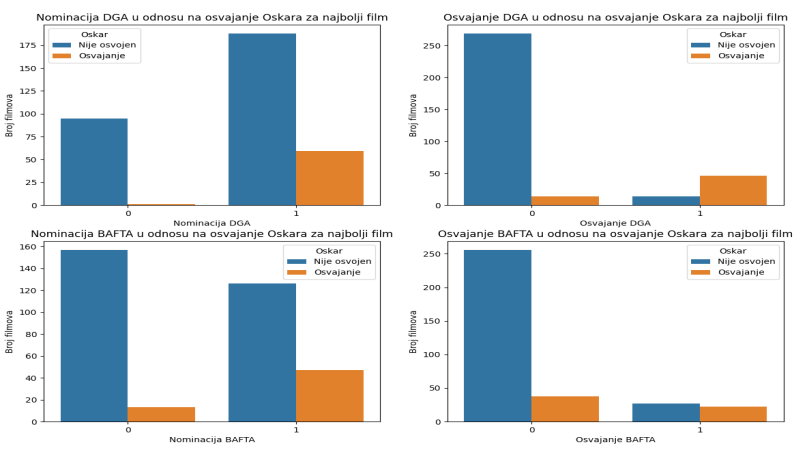 Nominacija DGA u odnosu na osvajanje Oskara za najbolji film
Oskar
Nije osvojen
Osvajanje
175
150
125
100
75
50
25
0
Broj filmova
0
1
Nominacija DGA
Osvajanje DGA u odnosu na osvajanje Oskara za najbolji film
Oskar
Nije osvojen
Osvajanje
250
200
150
100
50
0
Broj filmova
0
1
Osvajanje DGA
Nominacija BAFTA u odnosu na osvajanje Oskara za najbolji film
Oskar
Nije osvojen
Osvajanje
160
140
120
100
80
60
40
20
0
Broj filmova
0
1
Nominacija BAFTA
Osvajanje BAFTA u odnosu na osvajanje Oskara za najbolji film
Oskar
Nije osvojen
Osvajanje
250
200
150
100
50
0
Broj filmova
0
1
Osvajanje BAFTA